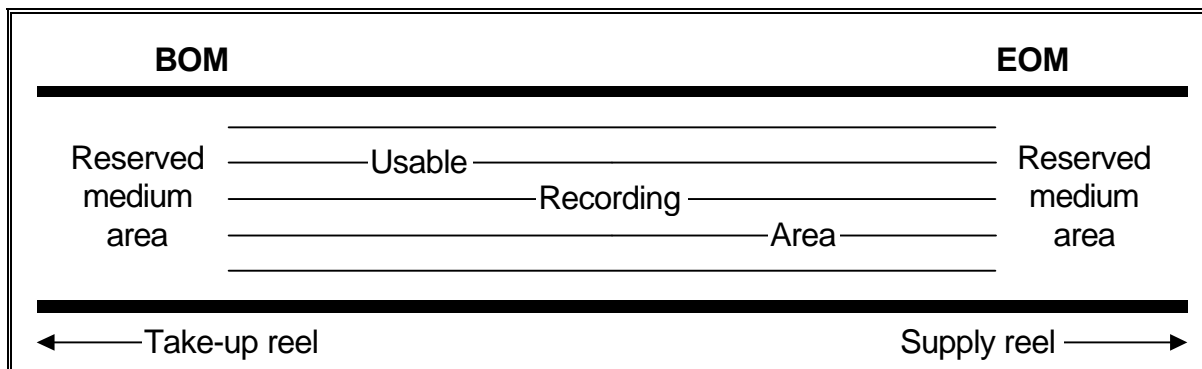 BOM EOM
Reserved Usable Reserved
medium Recording medium
area Area area
Take-up reel Supply reel